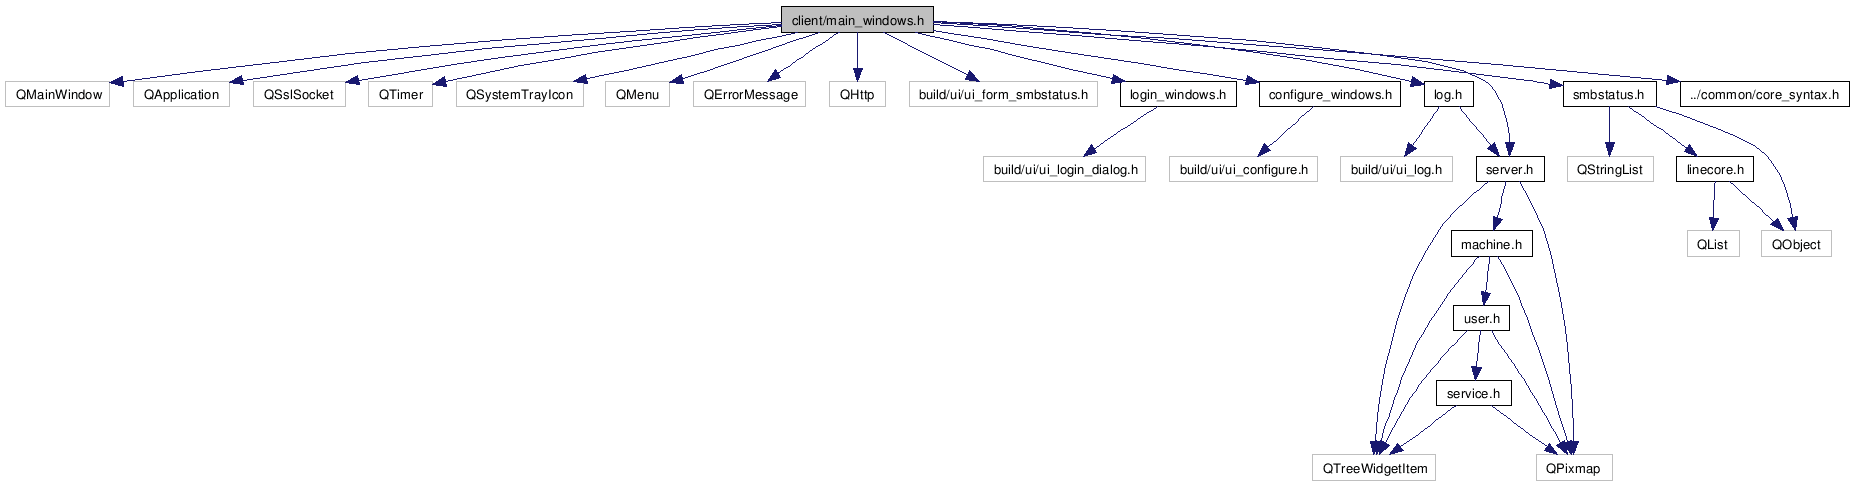 client/main_windows.h
QMainWindow
QApplication
QSslSocket
QTimer
QSystemTrayIcon
QMenu
QErrorMessage
QHttp
build/ui/ui_form_smbstatus.h
login_windows.h
configure_windows.h
log.h
smbstatus.h
../common/core_syntax.h
build/ui/ui_login_dialog.h
build/ui/ui_configure.h
build/ui/ui_log.h
server.h
QStringList
linecore.h
machine.h
QList
QObject
user.h
service.h
QTreeWidgetItem
QPixmap